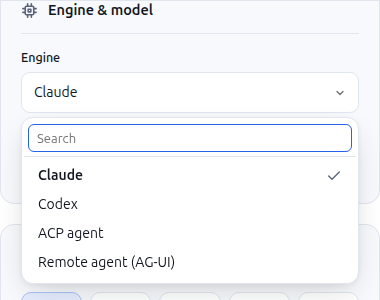 Engine & model
Engine
Claude
Search
Claude
Codex
ACP agent
Remote agent (AG-UI)